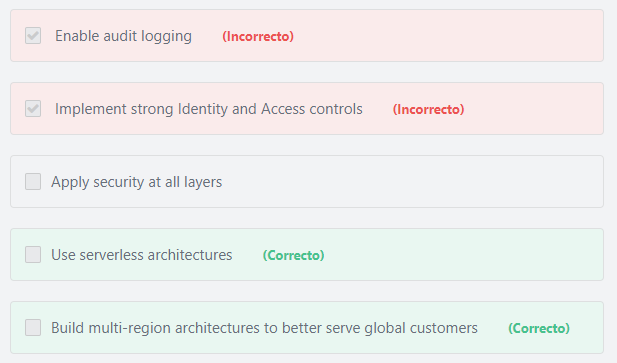 Enable audit logging (Incorrecto)
Implement strong Identity and Access controls (Incorrecto)
Apply security at all layers
Use serverless architectures (Correcto)
Build multi-region architectures to better serve global customers (Correcto)